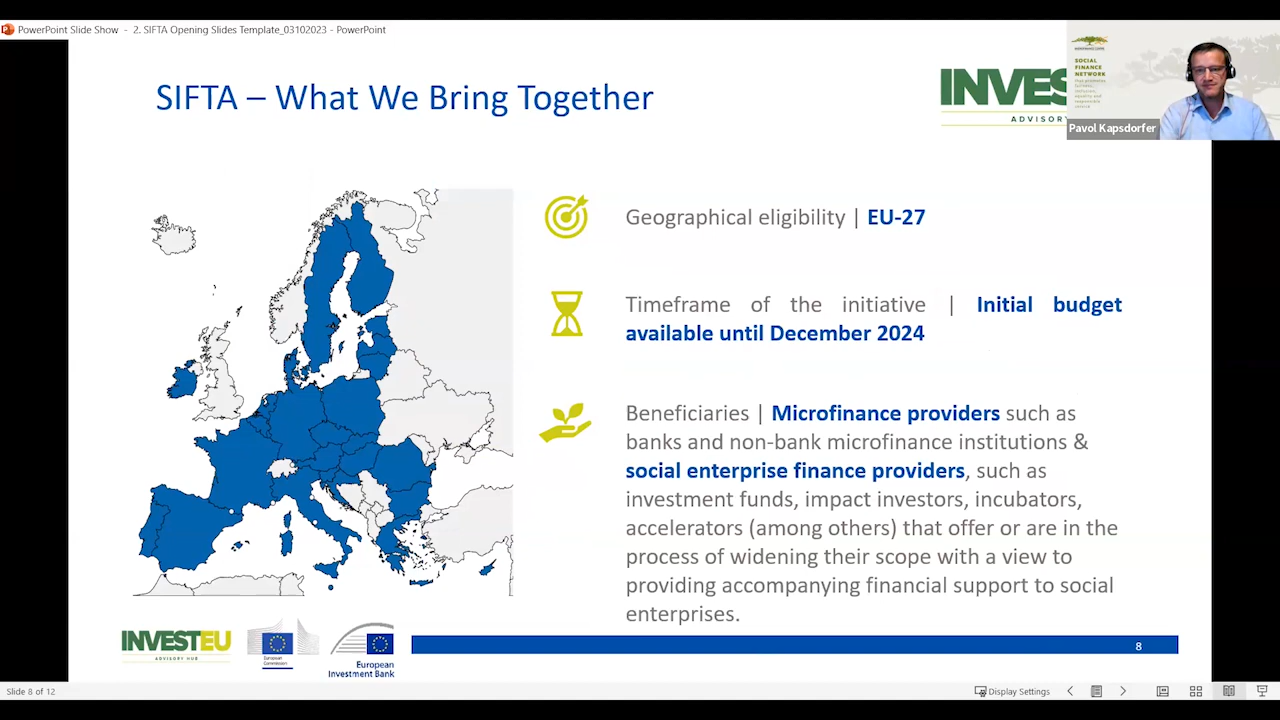 PowerPoint Slide Show - 2. SIFTA Opening Slides Template_03102023 - PowerPoint
SIFTA – What We Bring Together
INVES
ADVISORY
SOCIAL
FINANCE
NETWORK
Pavol Kapsdorfer
Geographical eligibility | EU-27
Timeframe of the initiative | Initial budget
available until December 2024
Beneficiaries | Microfinance providers such as
banks and non-bank microfinance institutions &
social enterprise finance providers, such as
investment funds, impact investors, incubators,
accelerators (among others) that offer or are in the
process of widening their scope with a view to
providing accompanying financial support to social
enterprises.
INVESTEU
ADVISORY HUB
European
Commission
European
Investment Bank
8
Slide 8 of 12
Display Settings